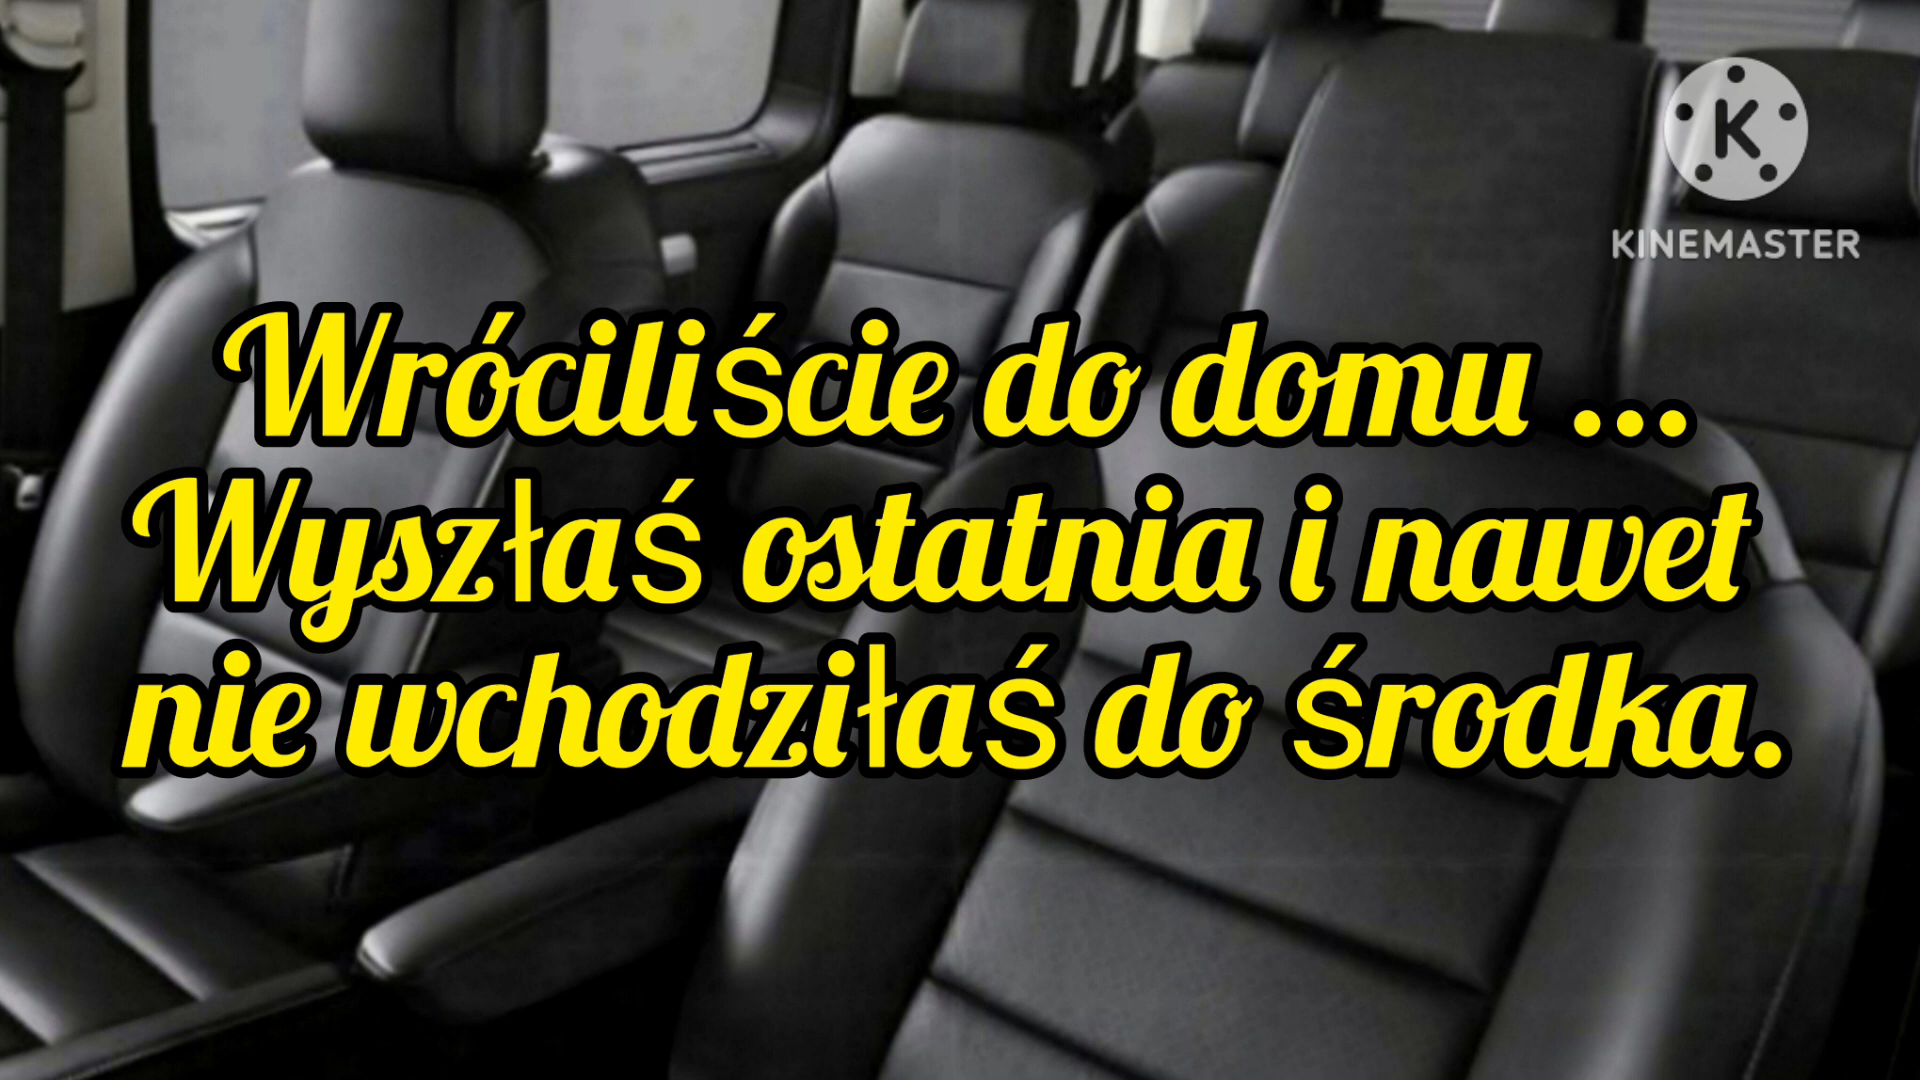 K
KINEMASTER
Wróciliście do domu ...
Wyszłaś ostatnia i nawet
nie wchodziłaś do środka.